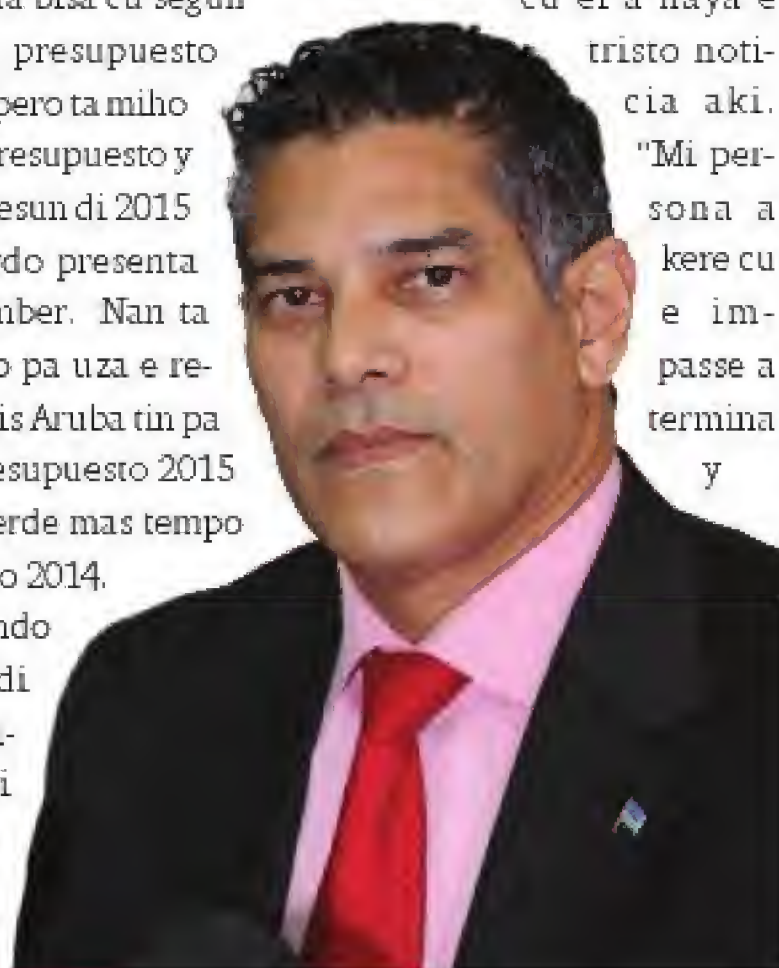 presupuesto
pero ta miho
resupuesto y
esun di 2015
rdo presenta
mber. Nan ta
o pa uza e re-
is Aruba tin pa
esupuesto 2015
erde mas tempo
o 2014.
ndo
di
i
tristo noti-
cia aki.
"Mi per-
sona a
kere cu
e im-
passe a
termina
y